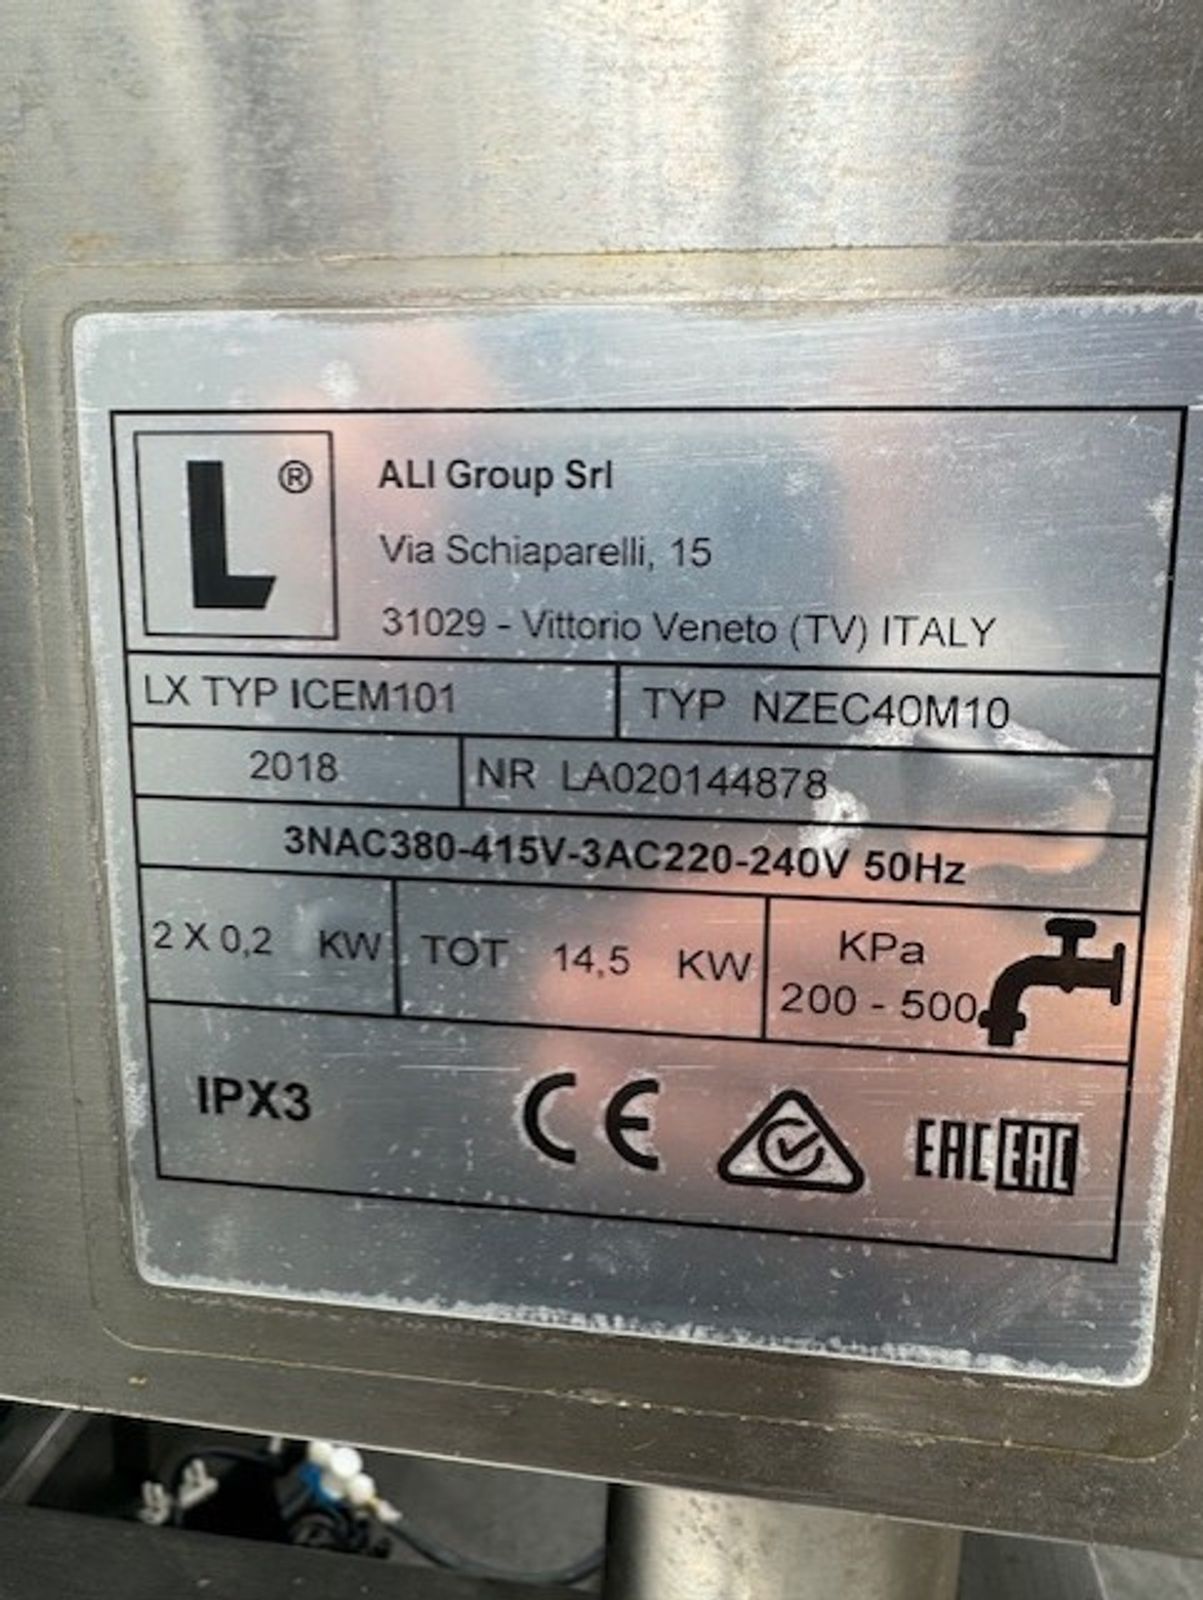 L®
ALI Group Srl
Via Schiaparelli, 15
31029 - Vittorio Veneto (TV) ITALY
LX TYP ICEM101
TYP NZEC40M10
2018
NR LA020144878
3NAC380-415V-3AC220-240V 50Hz
2 X 0,2 KW
TOT 14,5 KW
KPa
200 - 500
IPX3
CE
EAC EAC